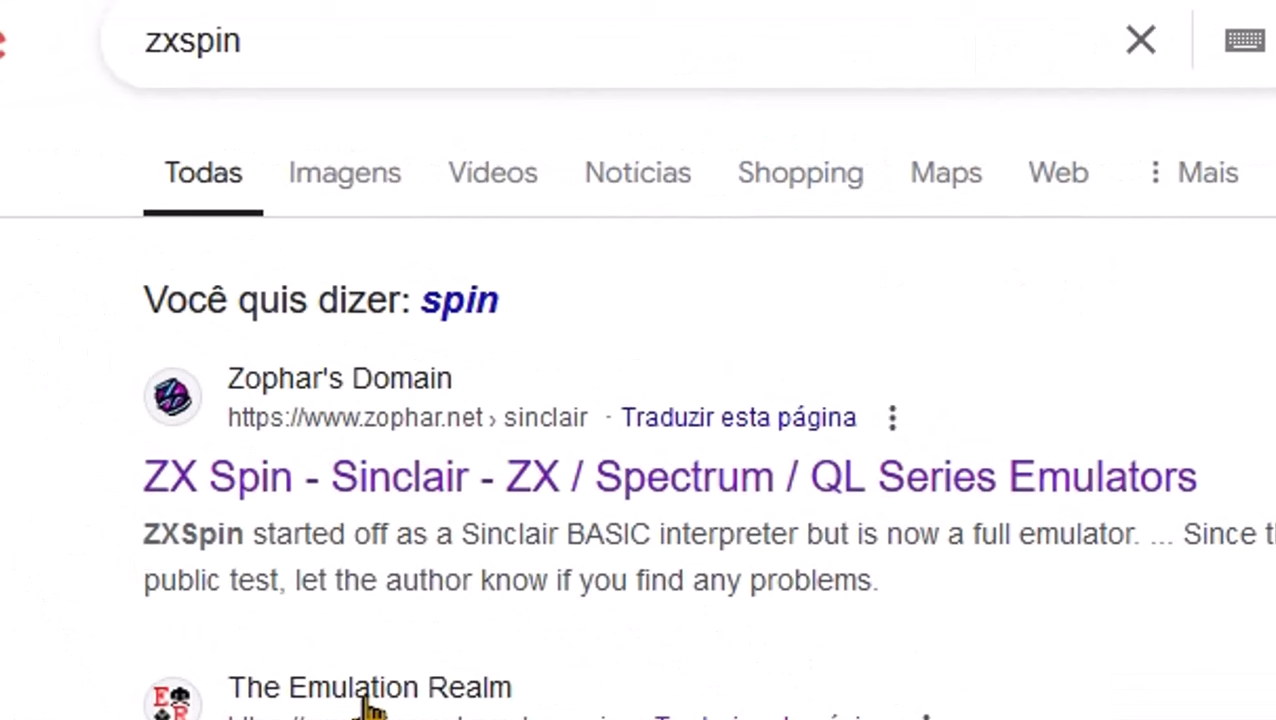 zxspin
Todas Imagens Vídeos Notícias Shopping Maps Web Mais
Você quis dizer: spin
Zophar's Domain
https://www.zophar.net › sinclair · Traduzir esta página
ZX Spin - Sinclair - ZX / Spectrum / QL Series Emulators
ZXSpin started off as a Sinclair BASIC interpreter but is now a full emulator. ... Since
public test, let the author know if you find any problems.
The Emulation Realm